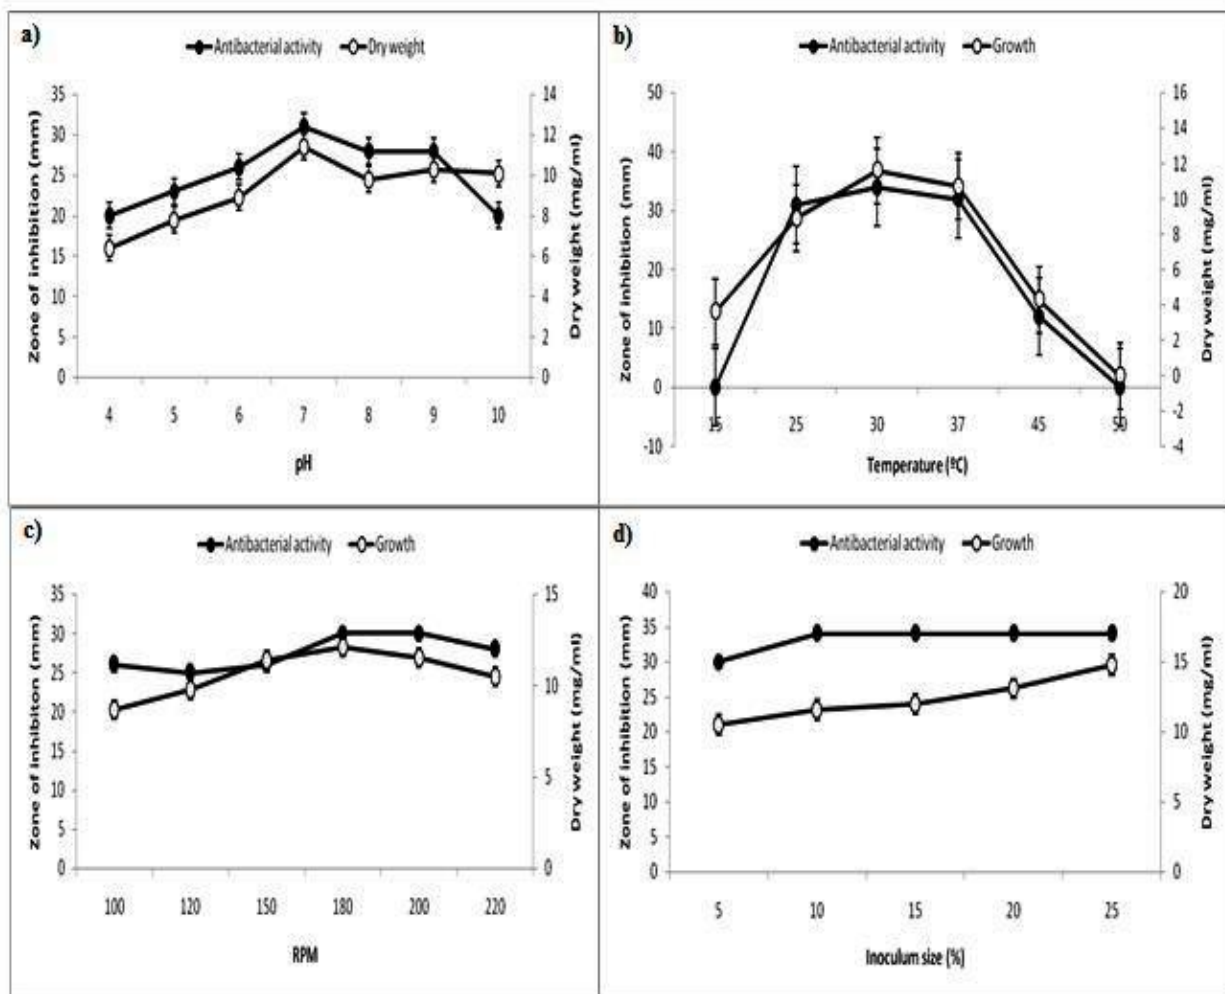 a)
Antibacterial activity Dry weight
Zone of inhibition (mm)
35
30
25
20
15
10
5
0
14
12
10
8
6
4
2
0
Dry weight (mg/ml)
4 5 6 7 8 9 10
pH
b)
Antibacterial activity Growth
Zone of inhibition (mm)
50
40
30
20
10
0
-10
16
14
12
10
8
6
4
2
0
-2
-4
Dry weight (mg/ml)
15 25 30 37 45 50
Temperature (ºC)
c)
Antibacterial activity Growth
Zone of inhibiton (mm)
35
30
25
20
15
10
5
0
15
10
5
0
Dry weight (mg/ml)
100 120 150 180 200 220
RPM
d)
Antibacterial activity Growth
Zone of inhibition (mm)
40
35
30
25
20
15
10
5
0
20
15
10
5
0
Dry weight (mg/ml)
5 10 15 20 25
Inoculum size (%)